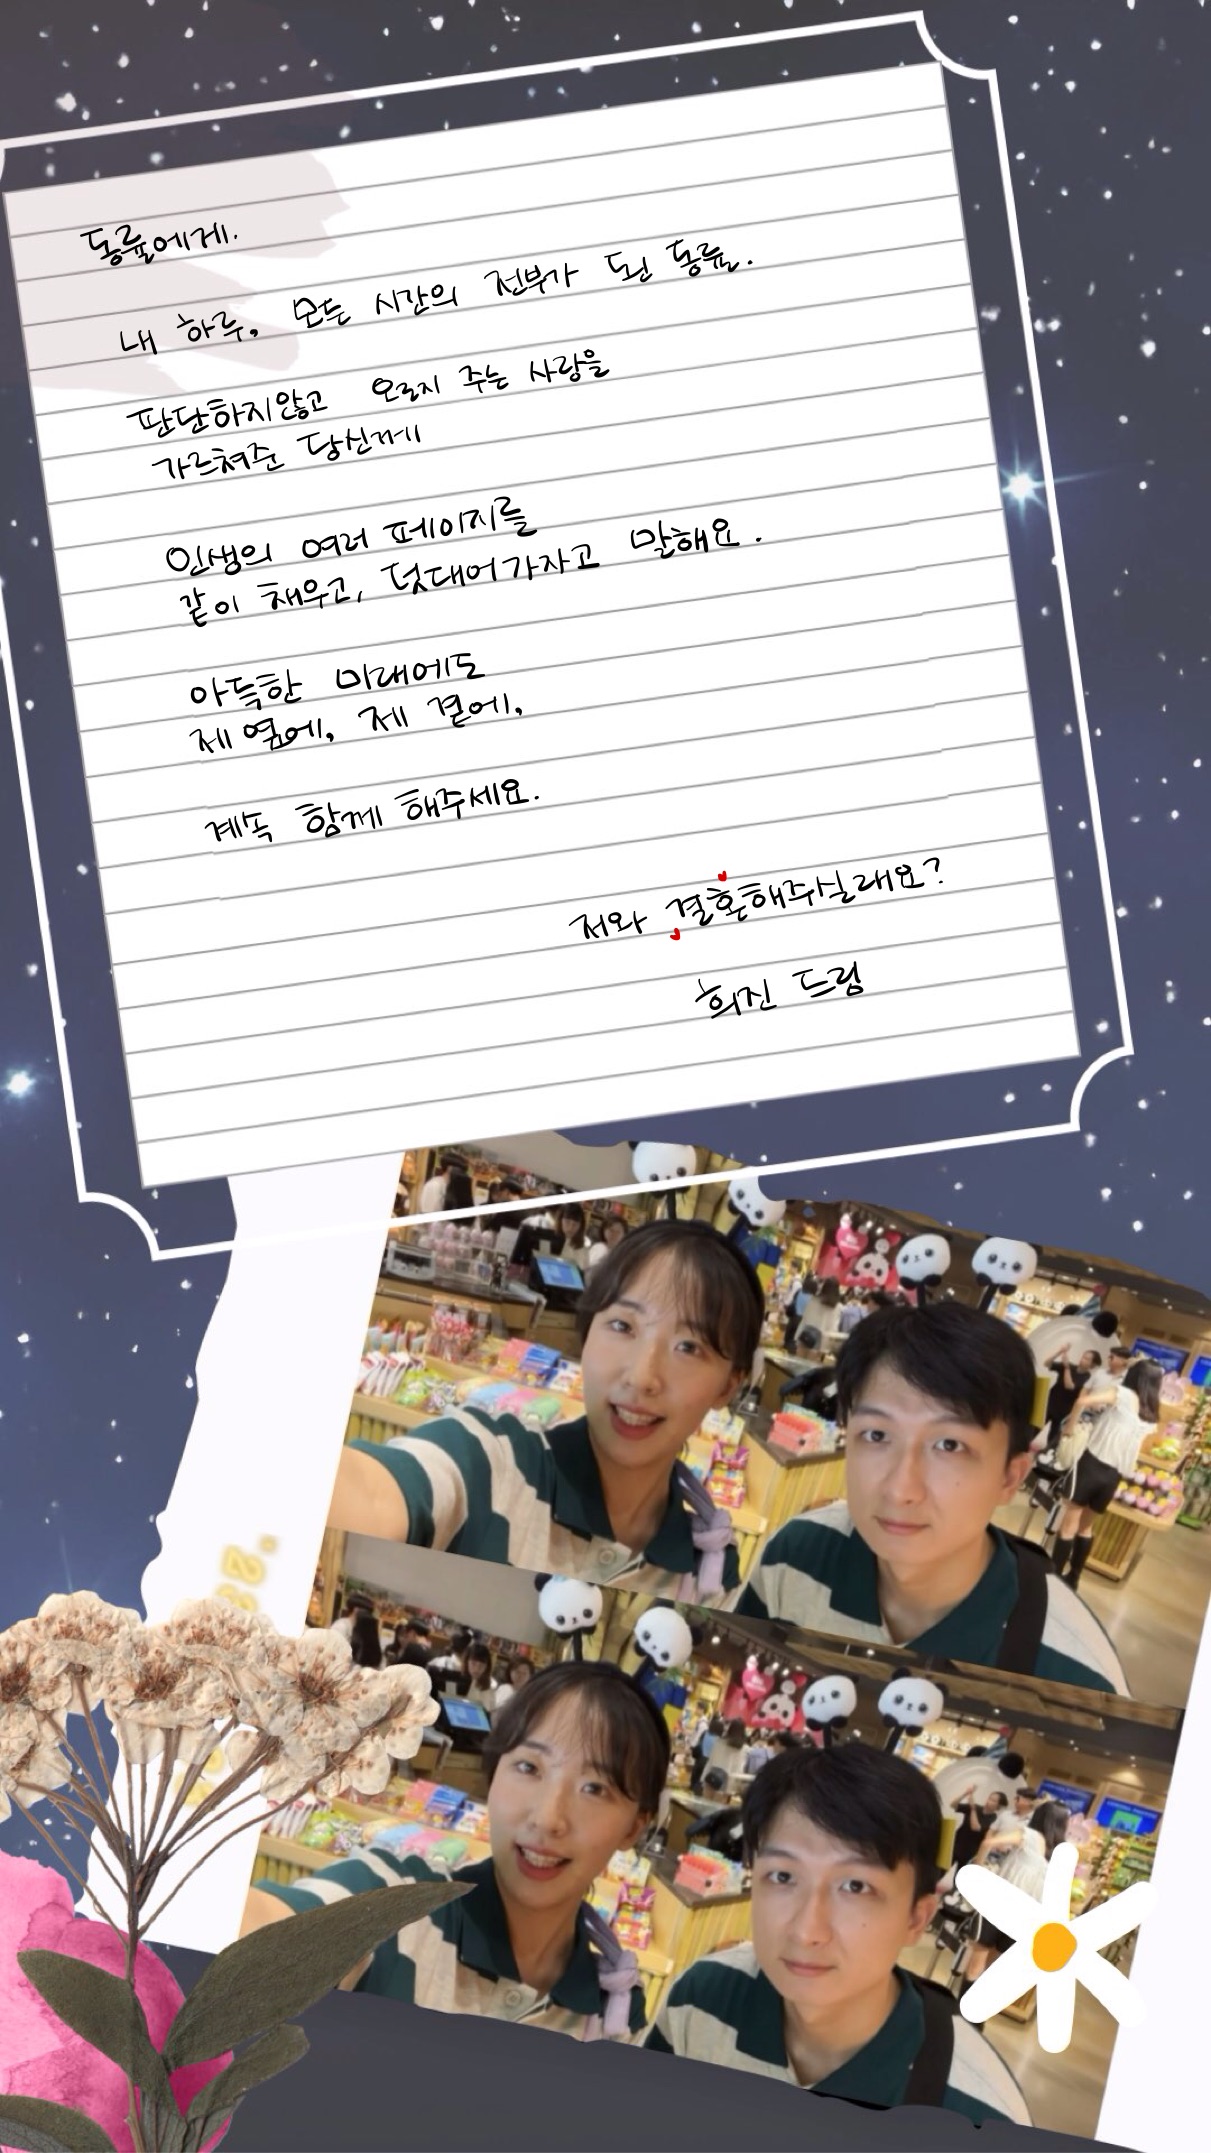 동률에게.
내 하루, 모든 시간의 전부가 된 동률.
판단하지않고 오로지 주는 사랑을
가르쳐준 당신께
인생의 여러 페이지를
같이 채우고, 덧대어가자고 말해요.
아득한 미래에도
제 옆에, 제 곁에,
계속 함께 해주세요.
저와 결혼해주실래요?
희진 드림